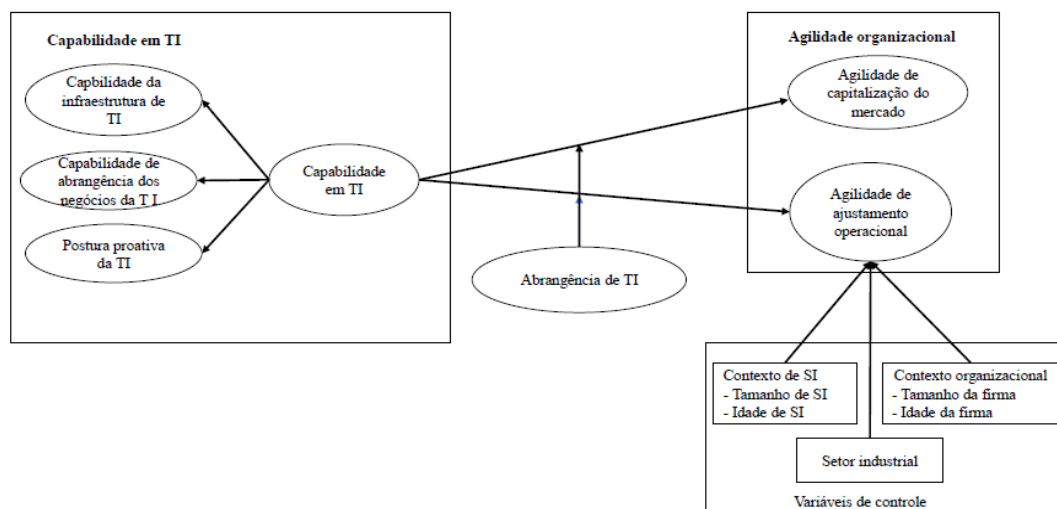 Capabilidade em TI
Capbilidade da
infraestrutura de
TI
Capabilidade de
abrangência dos
negócios da T I
Postura proativa
da TI
Capabilidade
em TI
Abrangência de TI
Agilidade organizacional
Agilidade de
capitalização do
mercado
Agilidade de
ajustamento
operacional
Contexto de SI
- Tamanho de SI
- Idade de SI
Contexto organizacional
- Tamanho da firma
- Idade da firma
Setor industrial
Variáveis de controle